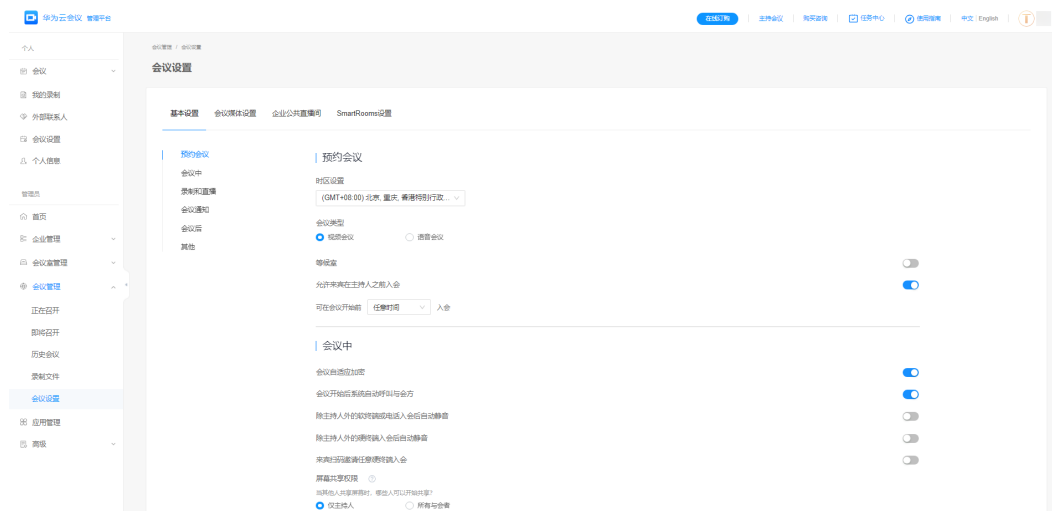 华为云会议 管理平台
在线订购 主持会议 购买咨询 任务中心 使用指南 中文 English
个人
会议
我的录制
外部联系人
会议设置
个人信息
管理员
首页
企业管理
会议室管理
会议管理
正在召开
即将召开
历史会议
录制文件
会议设置
应用管理
高级
会议管理 / 会议设置
会议设置
基本设置 会议媒体设置 企业公共直播间 SmartRooms设置
预约会议
会议中
录制和直播
会议通知
会议后
其他
预约会议
时区设置
(GMT+08:00) 北京, 重庆, 香港特别行政...
会议类型
视频会议 语音会议
等候室
允许来宾在主持人之前入会
可在会议开始前 任意时间 入会
会议中
会议自适应加密
会议开始后系统自动呼叫与会方
除主持人外的软终端或电话入会后自动静音
除主持人外的硬终端入会后自动静音
来宾扫码邀请任意硬终端入会
屏幕共享权限
当其他人共享屏幕时，哪些人可以开始共享？
仅主持人 所有与会者